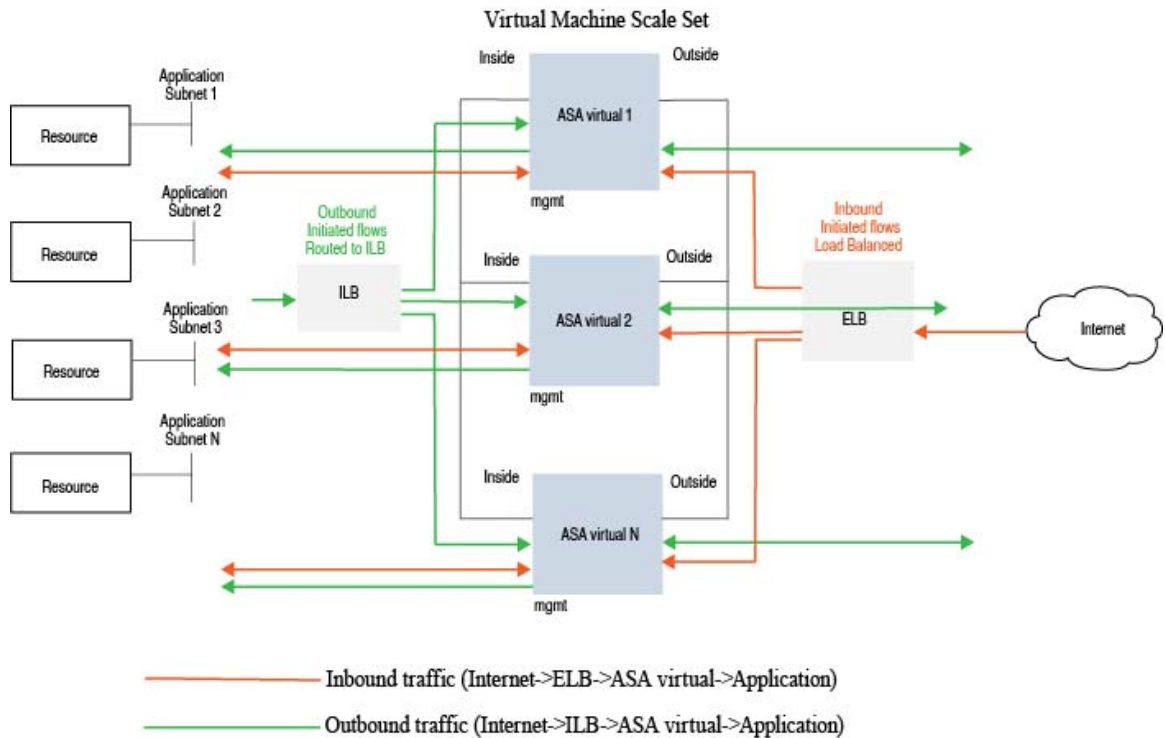 Virtual Machine Scale Set
Inside
Outside
Application
Subnet 1
Resource
ASA virtual 1
mgmt
Application
Subnet 2
Resource
Outbound
Initiated flows
Routed to ILB
Inbound
Initiated flows
Load Balanced
Inside
Outside
ILB
ASA virtual 2
ELB
Internet
Application
Subnet 3
Resource
mgmt
Application
Subnet N
Resource
Inside
Outside
ASA virtual N
mgmt
Inbound traffic (Internet->ELB->ASA virtual->Application)
Outbound traffic (Internet->ILB->ASA virtual->Application)